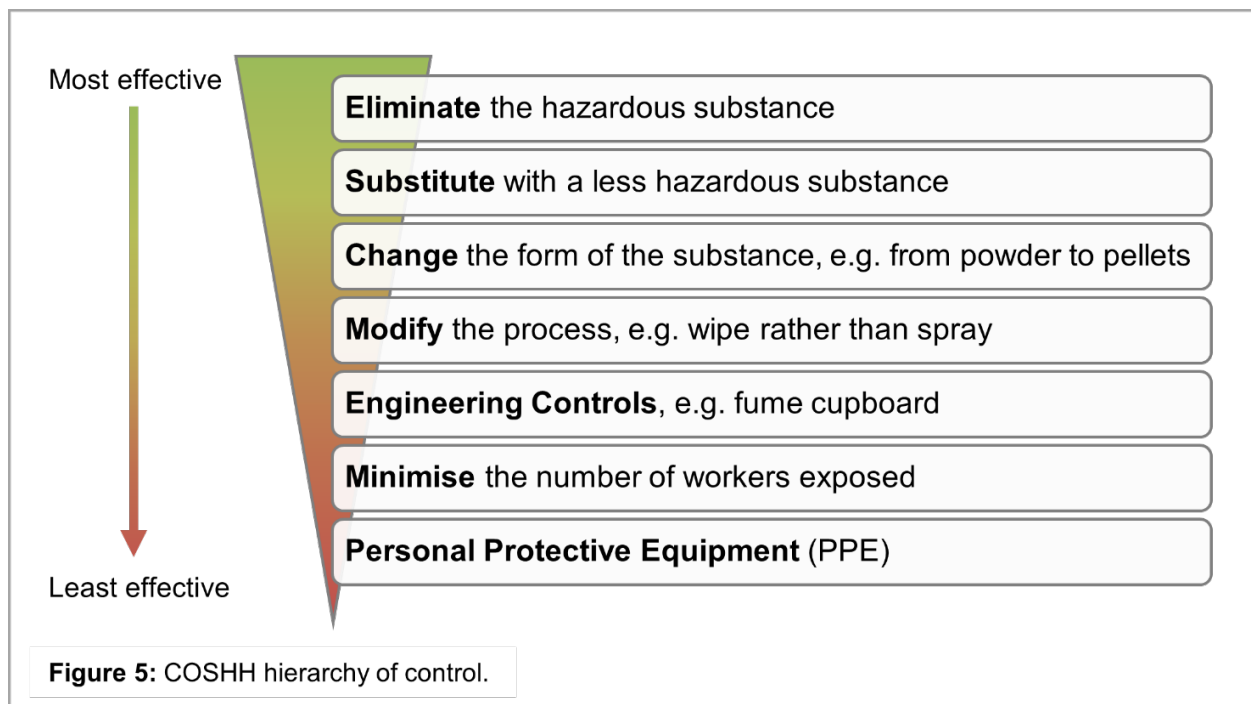 Most effective
Eliminate the hazardous substance
Substitute with a less hazardous substance
Change the form of the substance, e.g. from powder to pellets
Modify the process, e.g. wipe rather than spray
Engineering Controls, e.g. fume cupboard
Minimise the number of workers exposed
Personal Protective Equipment (PPE)
Least effective
Figure 5: COSHH hierarchy of control.